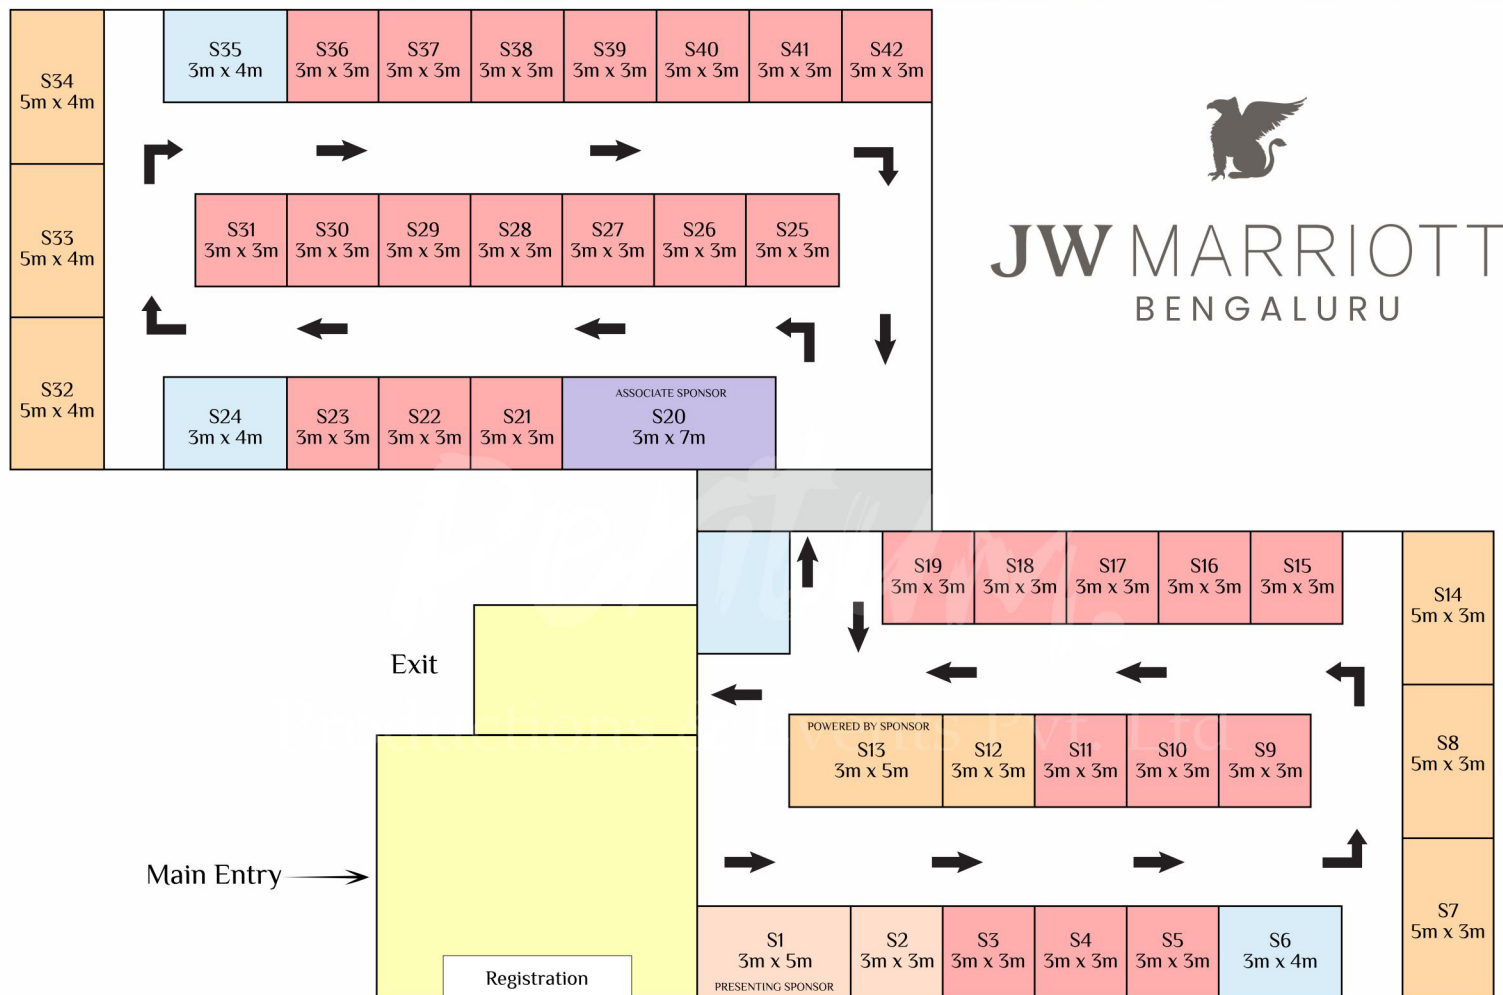 S35
3m x 4m
S36
3m x 3m
S37
3m x 3m
S38
3m x 3m
S39
3m x 3m
S40
3m x 3m
S41
3m x 3m
S42
3m x 3m
S34
5m x 4m
S33
5m x 4m
S32
5m x 4m
S31
3m x 3m
S30
3m x 3m
S29
3m x 3m
S28
3m x 3m
S27
3m x 3m
S26
3m x 3m
S25
3m x 3m
JW MARRIOTT
BENGALURU
S24
3m x 4m
S23
3m x 3m
S22
3m x 3m
S21
3m x 3m
ASSOCIATE SPONSOR
S20
3m x 7m
S19
3m x 3m
S18
3m x 3m
S17
3m x 3m
S16
3m x 3m
S15
3m x 3m
S14
5m x 3m
S8
5m x 3m
S7
5m x 3m
Exit
POWERED BY SPONSOR
S13
3m x 5m
S12
3m x 3m
S11
3m x 3m
S10
3m x 3m
S9
3m x 3m
Productions & Events Pvt. Ltd
Main Entry
Registration
S1
3m x 5m
PRESENTING SPONSOR
S2
3m x 3m
S3
3m x 3m
S4
3m x 3m
S5
3m x 3m
S6
3m x 4m